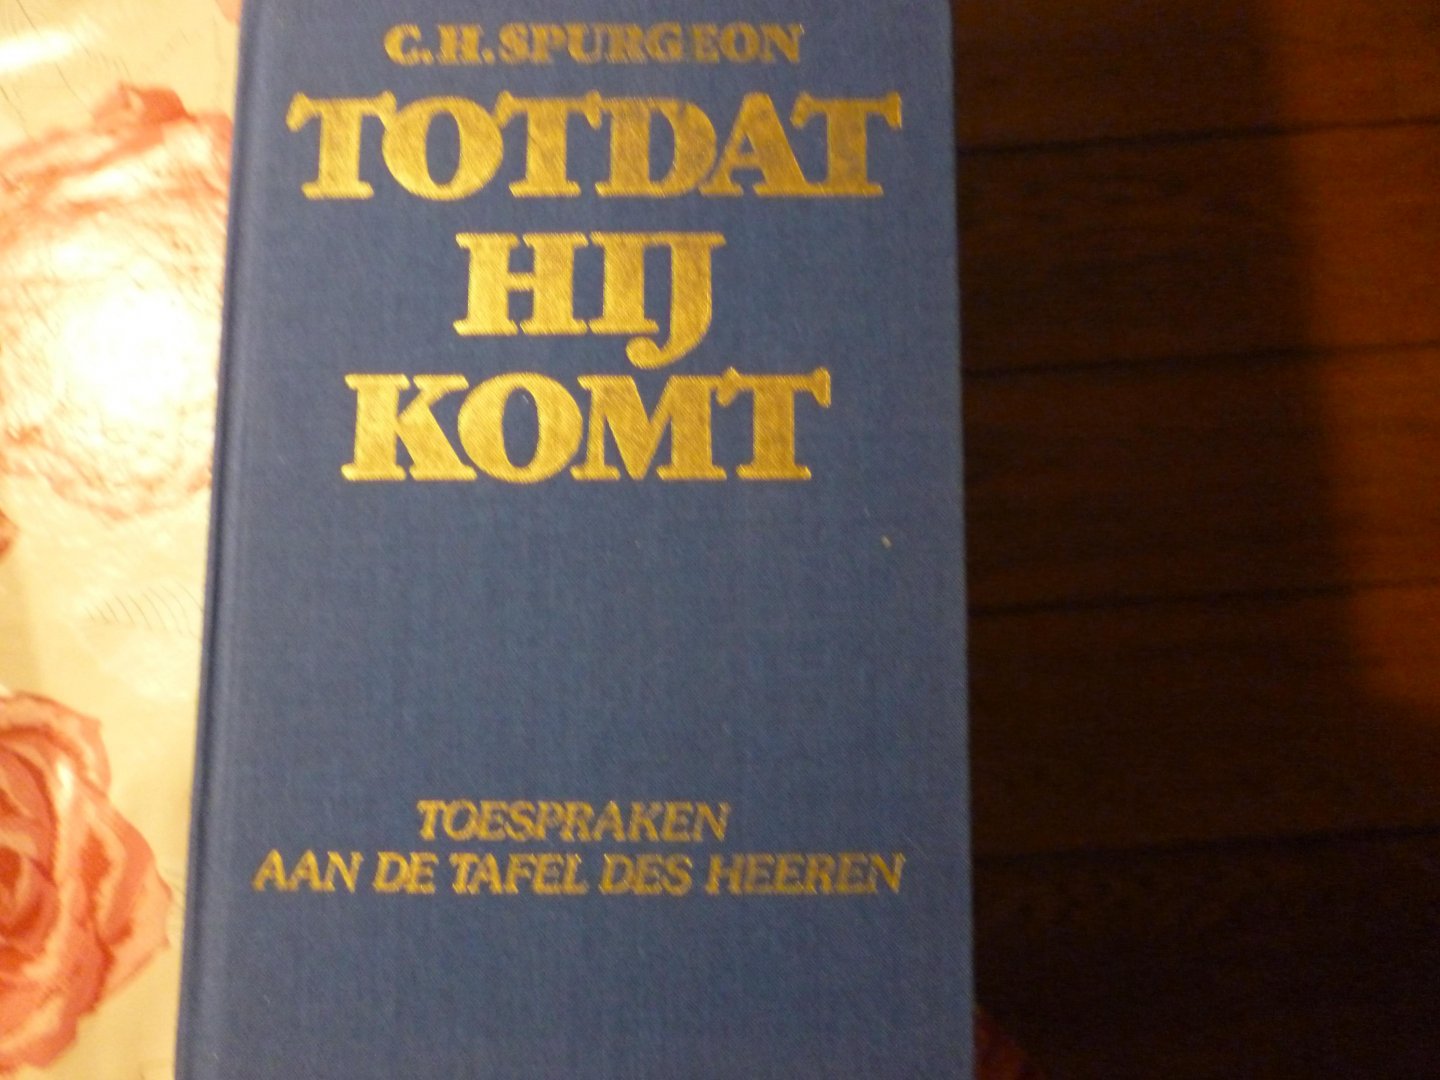 C.H. SPURGEON
TOTDAT
HIJ
KOMT
TOESPRAKEN
AAN DE TAFEL DES HEEREN